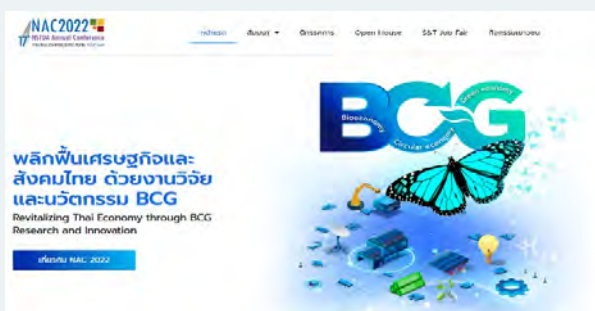 NAC2022
NSTDA Annual Conference
หน้าแรก
สัมมนา
นิทรรศการ
Open House
S&T Job Fair
กิจกรรมเยาวชน
BCG
Bioeconomy
Circular economy
Green economy
พลิกฟื้นเศรษฐกิจและ
สังคมไทย ด้วยงานวิจัย
และนวัตกรรม BCG
Revitalizing Thai Economy through BCG
Research and Innovation
เกี่ยวกับ NAC 2022